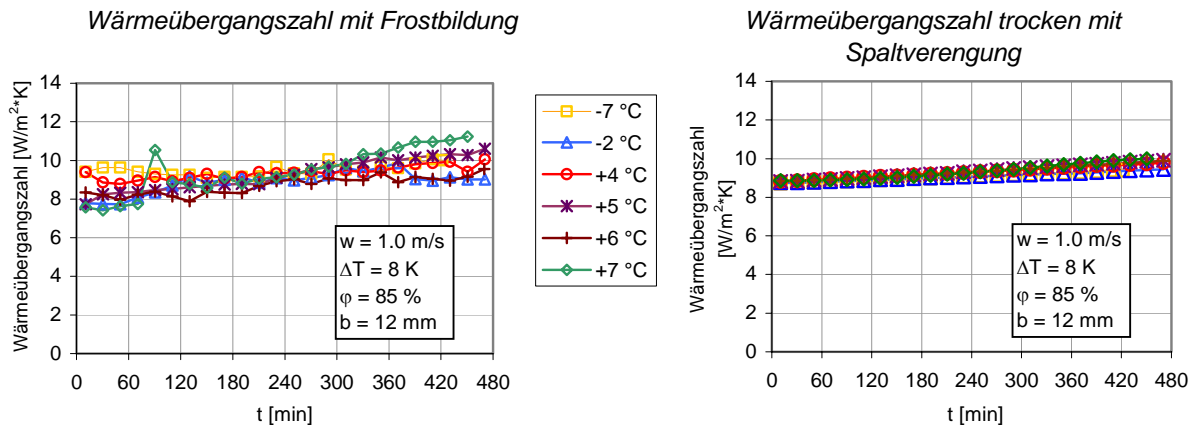 Wärmeübergangszahl mit Frostbildung
Wärmeübergangszahl [W/m²*K]
14
12
10
8
6
4
2
0
0 60 120 180 240 300 360 420 480
t [min]
w = 1.0 m/s
ΔT = 8 K
φ = 85 %
b = 12 mm
-7 °C
-2 °C
+4 °C
+5 °C
+6 °C
+7 °C
Wärmeübergangszahl trocken mit
Spaltverengung
Wärmeübergangszahl
[W/m²*K]
14
12
10
8
6
4
2
0
0 60 120 180 240 300 360 420 480
t [min]
w = 1.0 m/s
ΔT = 8 K
φ = 85 %
b = 12 mm